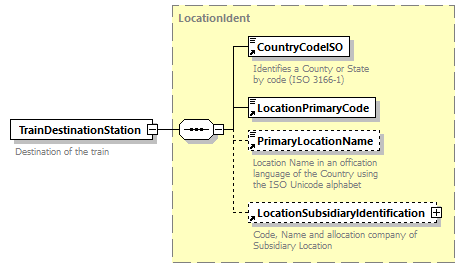 LocationIdent
CountryCodeISO
Identifies a County or State
by code (ISO 3166-1)
LocationPrimaryCode
TrainDestinationStation
Destination of the train
PrimaryLocationName
Location Name in an offication
language of the Country using
the ISO Unicode alphabet
LocationSubsidiaryIdentification
Code, Name and allocation company of
Subsidiary Location